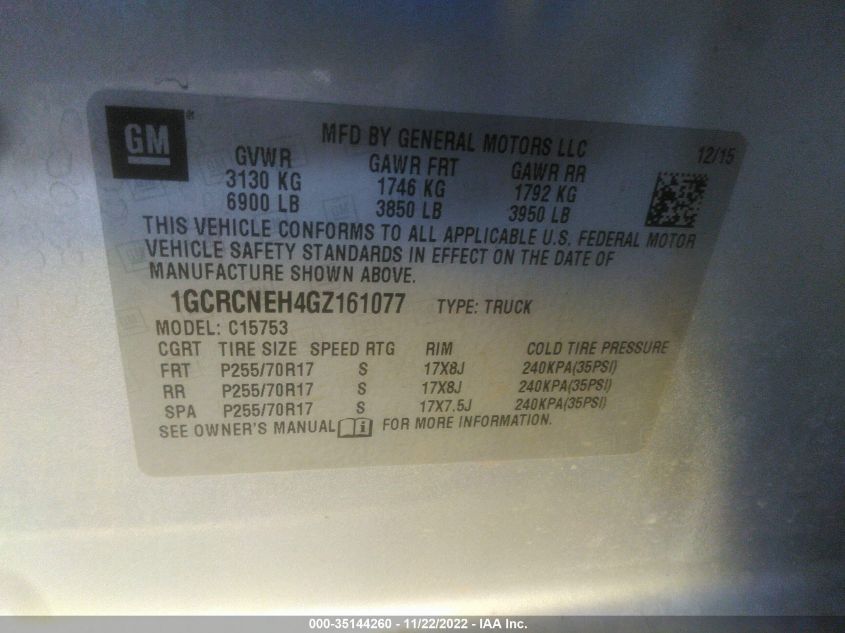 GM®
MFD BY GENERAL MOTORS LLC 12/15
GVWR GAWR FRT GAWR RR
3130 KG 1746 KG 1792 KG
6900 LB 3850 LB 3950 LB
THIS VEHICLE CONFORMS TO ALL APPLICABLE U.S. FEDERAL MOTOR
VEHICLE SAFETY STANDARDS IN EFFECT ON THE DATE OF
MANUFACTURE SHOWN ABOVE.
1GCRCNEH4GZ161077 TYPE: TRUCK
MODEL: C15753
CGRT TIRE SIZE SPEED RTG RIM COLD TIRE PRESSURE
FRT P255/70R17 S 17X8J 240KPA(35PSI)
RR P255/70R17 S 17X8J 240KPA(35PSI)
SPA P255/70R17 S 17X7.5J 240KPA(35PSI)
SEE OWNER'S MANUAL i FOR MORE INFORMATION.
000-35144260 - 11/22/2022 - IAA Inc.